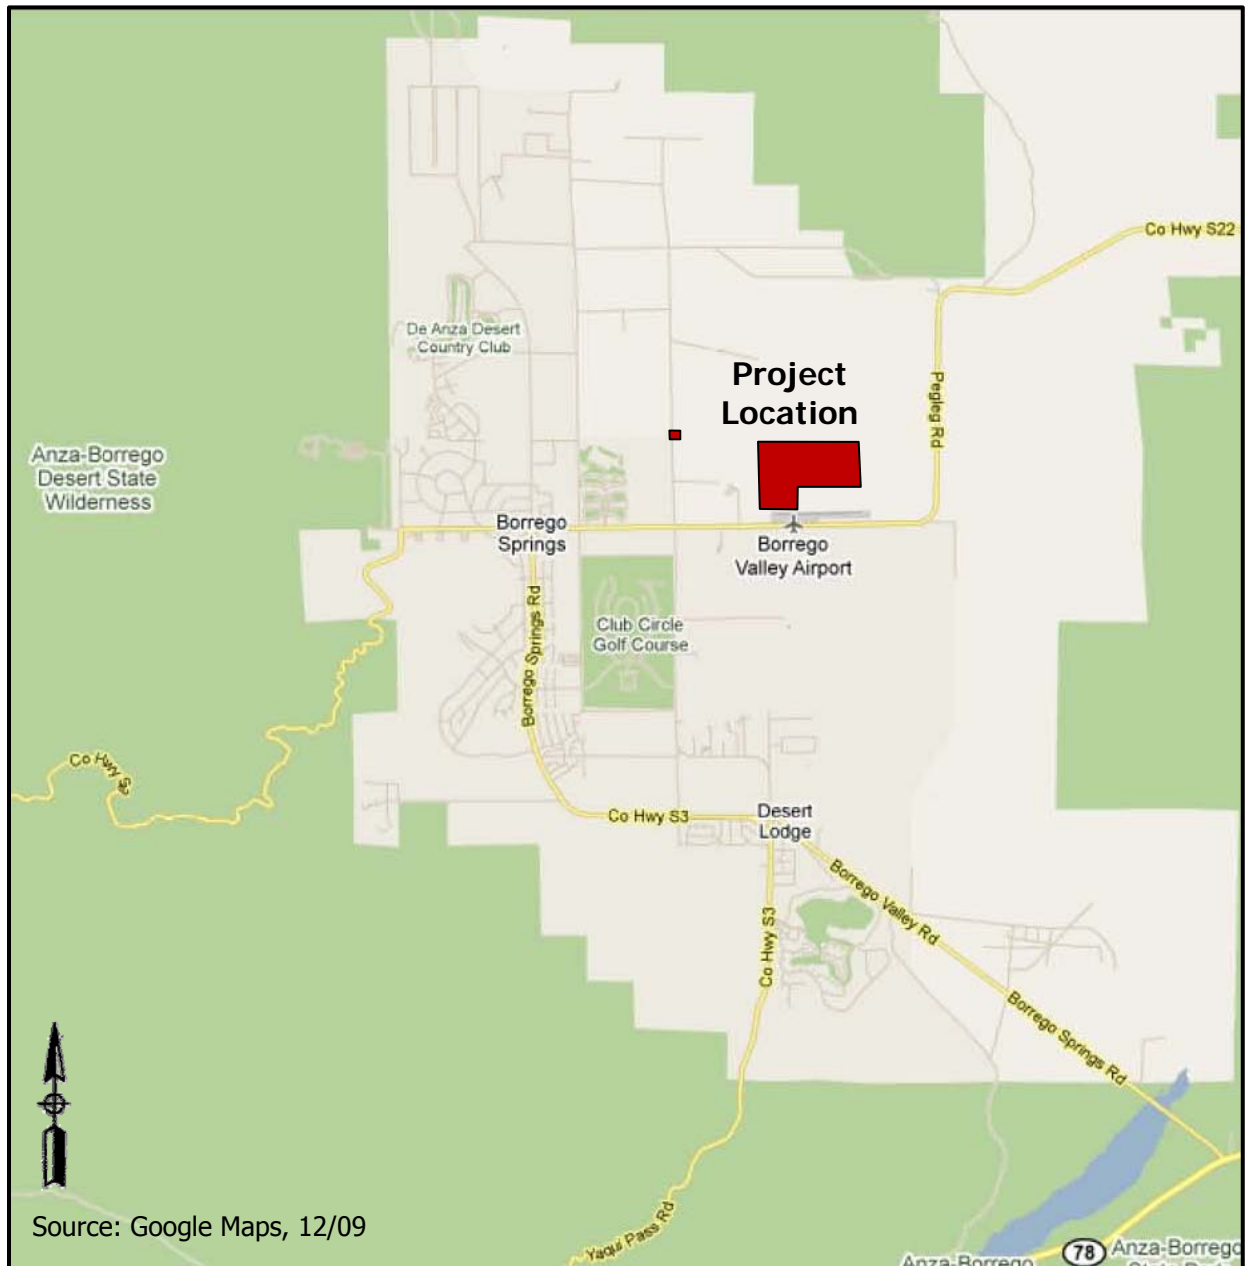 Co Hwy S22
De Anza Desert
Country Club
Project
Location
Pegleg Rd
Anza-Borrego
Desert State
Wilderness
Borrego
Springs
Borrego
Valley Airport
Club Circle
Golf Course
Borrego Springs Rd
Co Hwy
Co Hwy S3
Desert
Lodge
Borrego Valley Rd
Co Hwy S3
Borrego Springs Rd
Source: Google Maps, 12/09
Yaqui Pass Rd
78
Anza-Borrego
Anza-Borrego